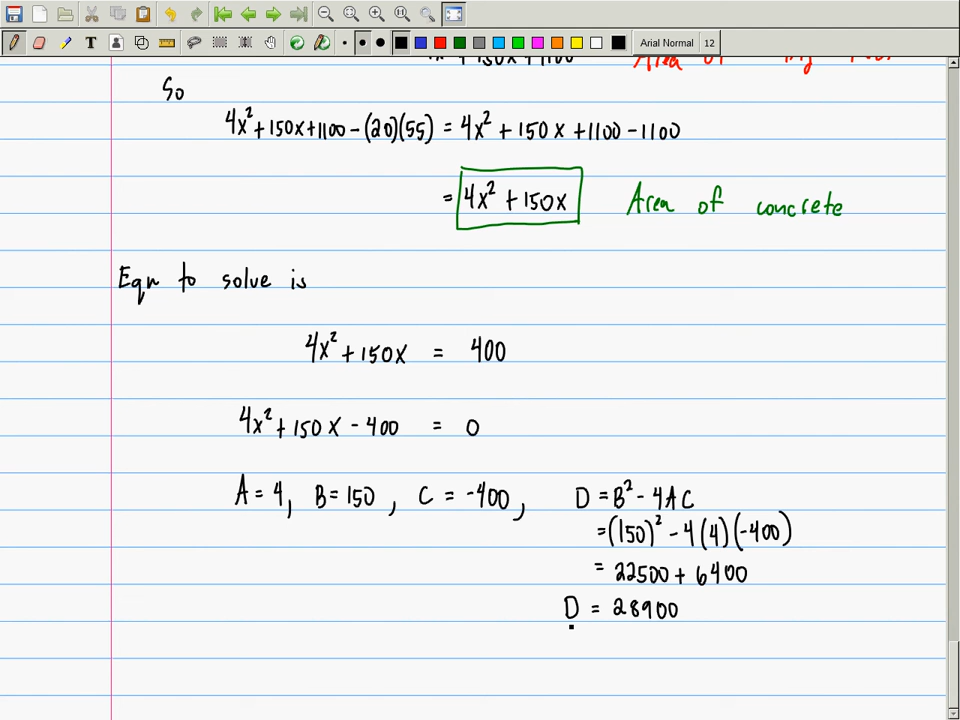 Arial Normal 12
Area of
So
4x² + 150x + 1100 - (20)(55) = 4x² + 150x + 1100 - 1100
= 4x² + 150x Area of concrete
Eqn to solve is
4x² + 150x = 400
4x² + 150x - 400 = 0
A = 4, B = 150, C = -400, D = B² - 4AC
= (150)² - 4(4)(-400)
= 22500 + 6400
D = 28900